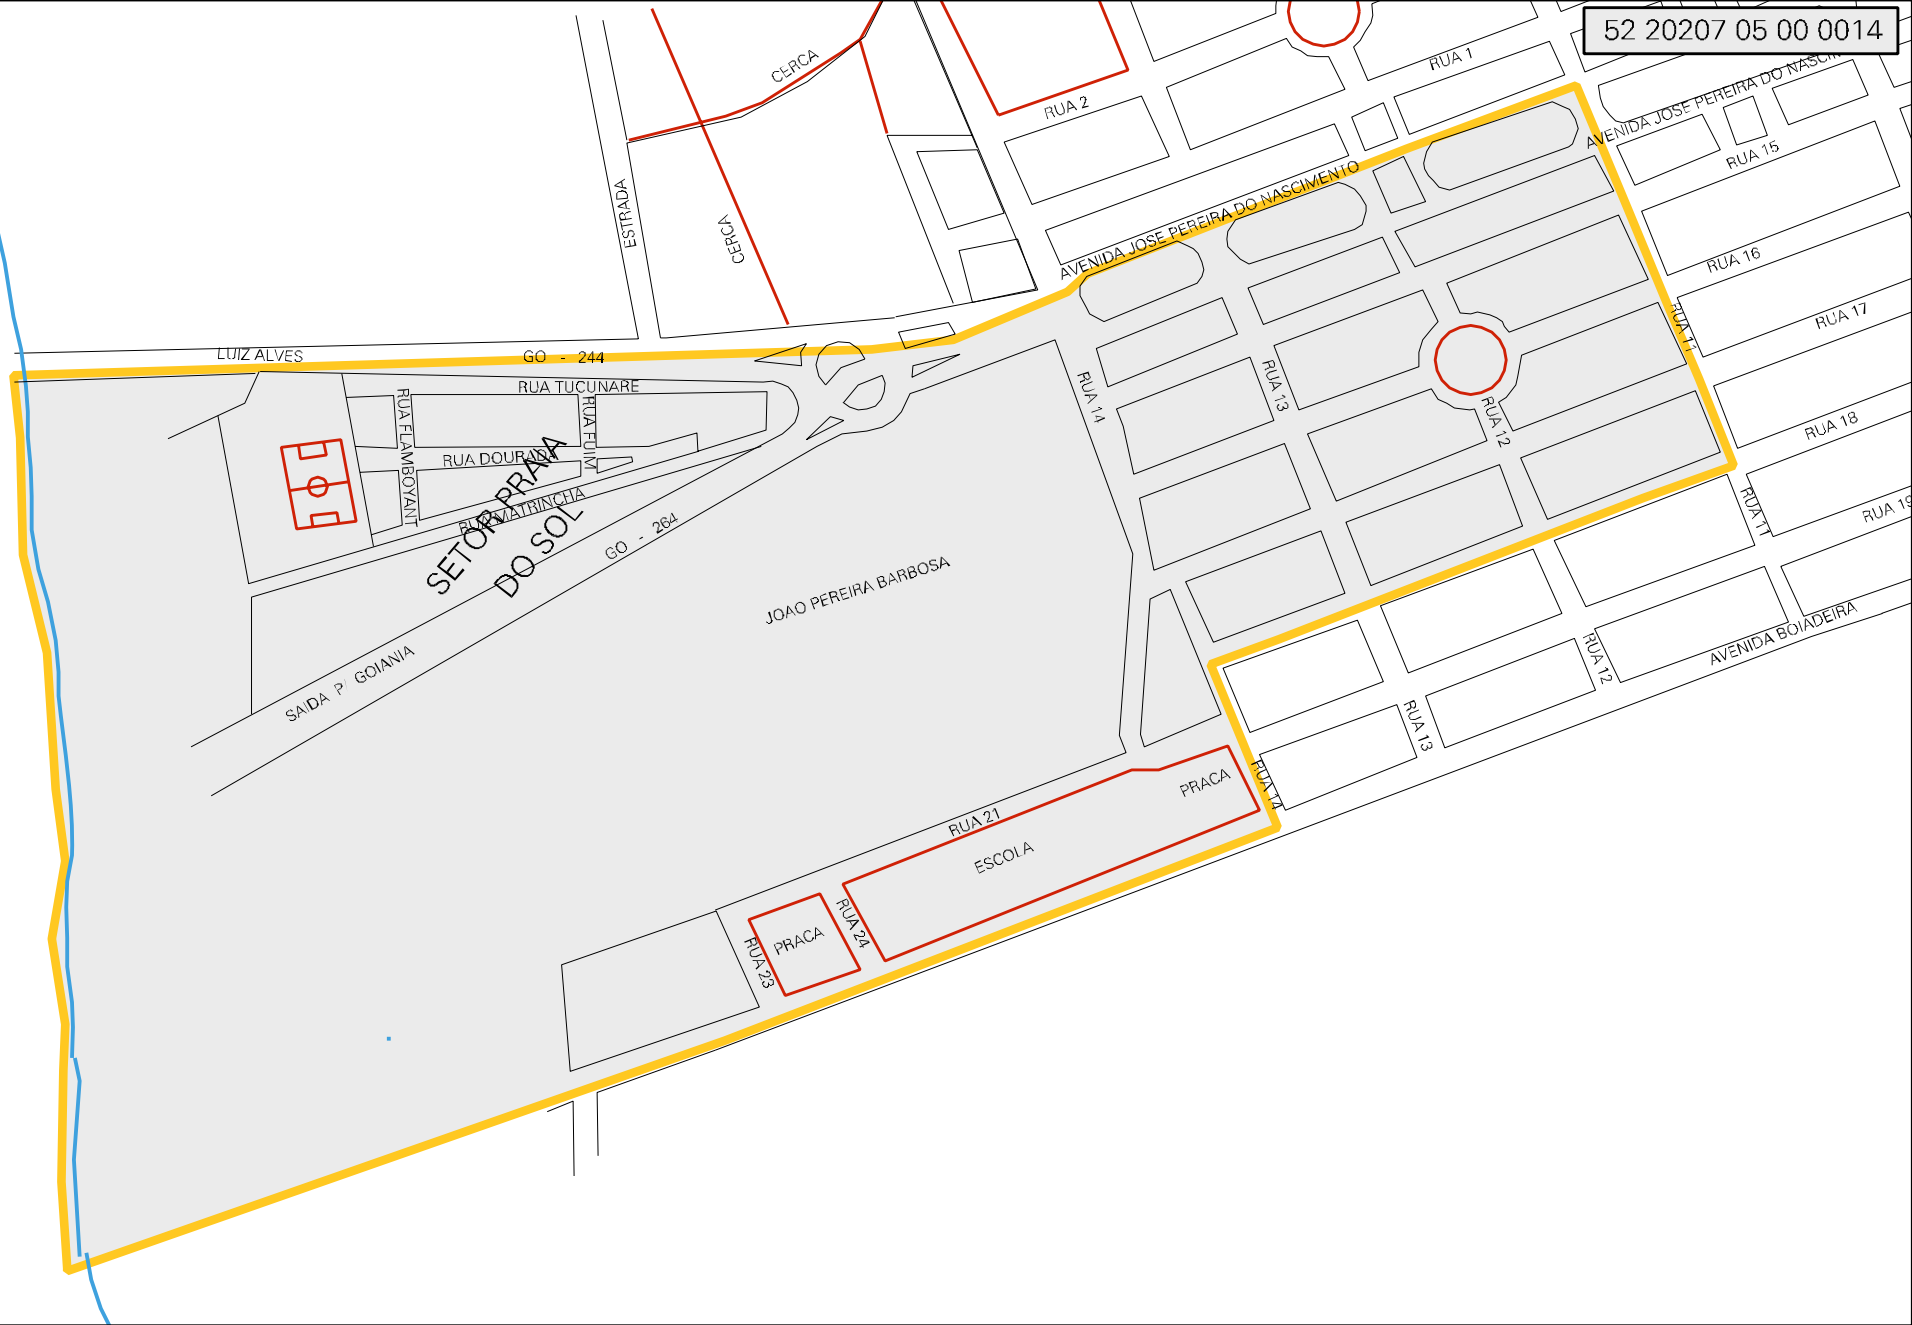 52 20207 05 00 0014
CERCA
RUA 1
RUA 2
AVENIDA JOSE PEREIRA DO
RUA 15
ESTRADA
CERCA
AVENIDA JOSE PEREIRA DO NASCIMENTO
RUA 16
RUA 17
RUA 11
LUIZ ALVES
GO - 244
RUA TUCUNARE
RUA FLAMBOYANT
RUA FUIM
RUA 14
RUA 13
RUA 12
RUA 18
RUA DOURADA
RUA MATRINCHA
SETOR PRAIA
DO SOL
GO - 264
RUA 11
RUA 19
JOAO PEREIRA BARBOSA
SAIDA P/ GOIANIA
AVENIDA BOIADEIRA
RUA 12
RUA 13
RUA 14
PRACA
RUA 21
ESCOLA
RUA 24
PRACA
RUA 23